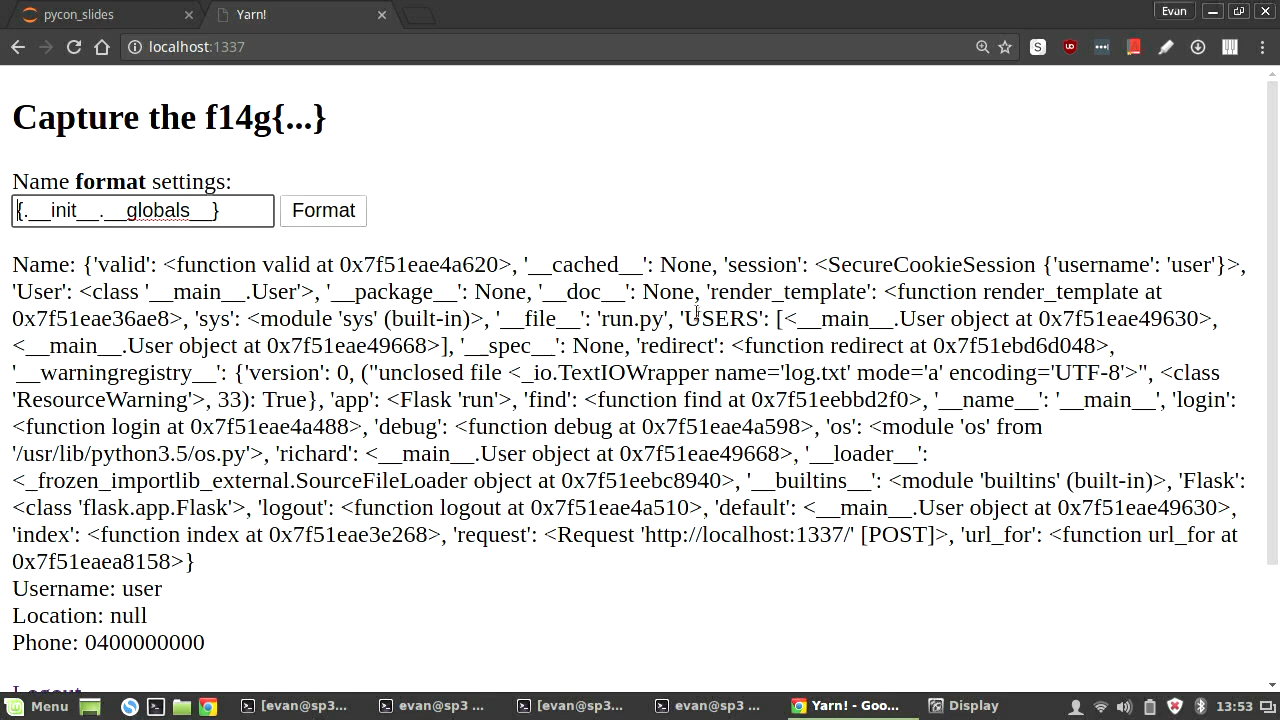 pycon_slides
Yarn!
Evan
localhost:1337
Capture the f14g{...}
Name format settings:
{.__init__.__globals__}
Format
Name: {'valid': <function valid at 0x7f51eae4a620>, '__cached__': None, 'session': <SecureCookieSession {'username': 'user'}>,
'User': <class '__main__.User'>, '__package__': None, '__doc__': None, 'render_template': <function render_template at
0x7f51eae36ae8>, 'sys': <module 'sys' (built-in)>, '__file__': 'run.py', 'USERS': [<__main__.User object at 0x7f51eae49630>,
<__main__.User object at 0x7f51eae49668>], '__spec__': None, 'redirect': <function redirect at 0x7f51ebd6d048>,
'__warningregistry__': {'version': 0, ("unclosed file <_io.TextIOWrapper name='log.txt' mode='a' encoding='UTF-8'>", <class
'ResourceWarning'>, 33): True}, 'app': <Flask 'run'>, 'find': <function find at 0x7f51eebbd2f0>, '__name__': '__main__', 'login':
<function login at 0x7f51eae4a488>, 'debug': <function debug at 0x7f51eae4a598>, 'os': <module 'os' from
'/usr/lib/python3.5/os.py'>, 'richard': <__main__.User object at 0x7f51eae49668>, '__loader__':
<_frozen_importlib_external.SourceFileLoader object at 0x7f51eebc8940>, '__builtins__': <module 'builtins' (built-in)>, 'Flask':
<class 'flask.app.Flask'>, 'logout': <function logout at 0x7f51eae4a510>, 'default': <__main__.User object at 0x7f51eae49630>,
'index': <function index at 0x7f51eae3e268>, 'request': <Request 'http://localhost:1337/' [POST]>, 'url_for': <function url_for at
0x7f51eaea8158>}
Username: user
Location: null
Phone: 0400000000
Logout
Menu
[evan@sp3...
evan@sp3 ...
[evan@sp3...
evan@sp3 ...
Yarn! - Goo...
Display
13:53